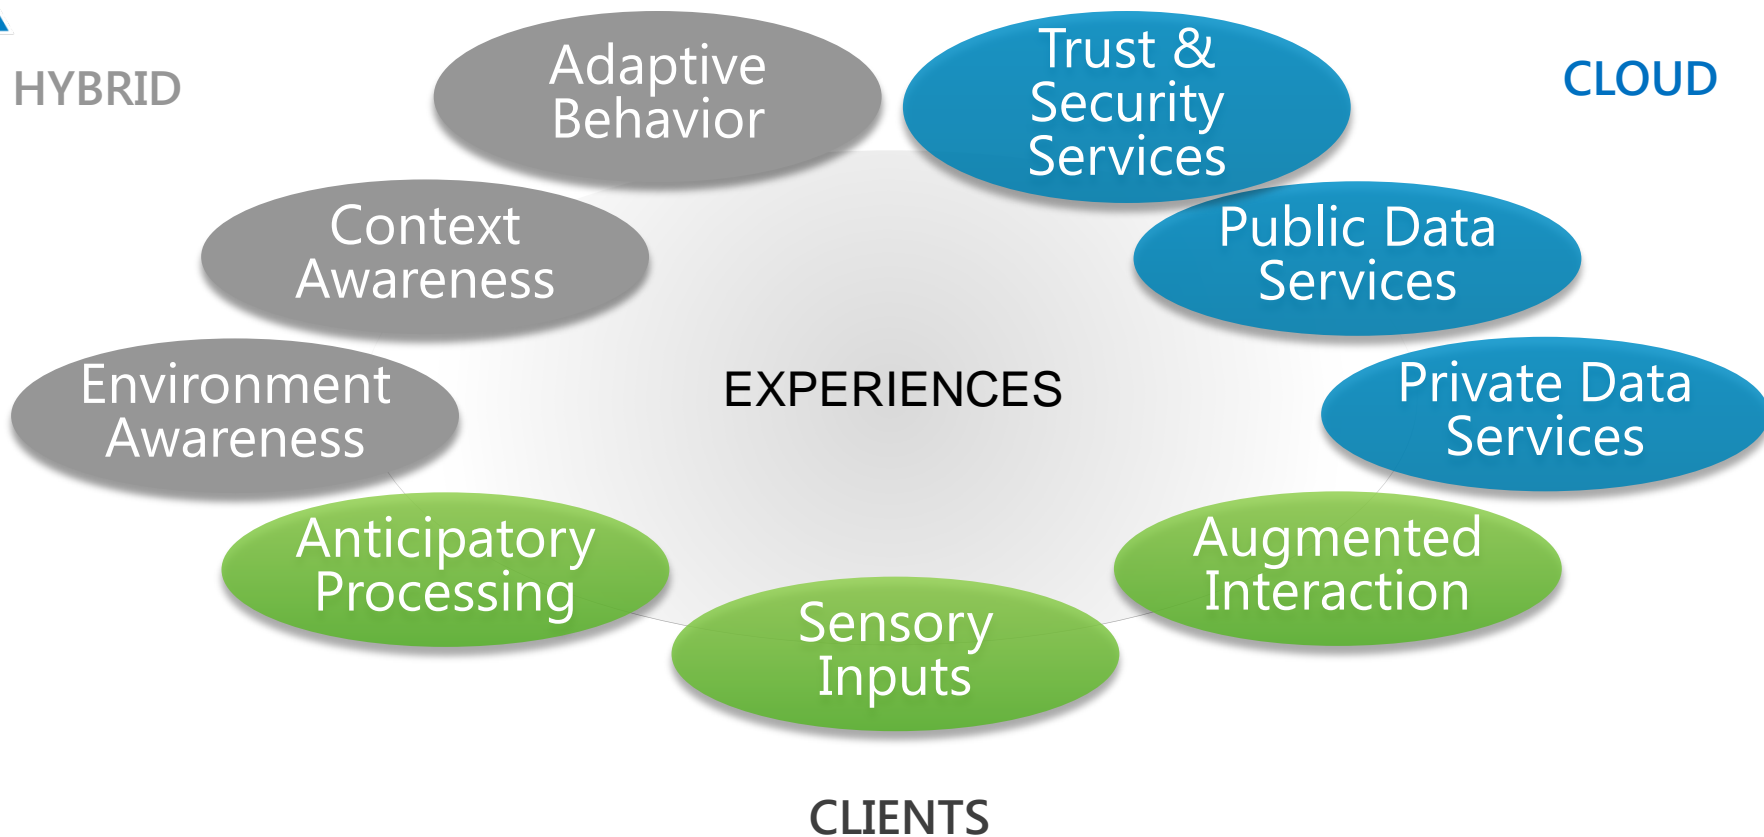 HYBRID
CLOUD
Adaptive
Behavior
Trust &
Security
Services
Context
Awareness
Public Data
Services
Environment
Awareness
EXPERIENCES
Private Data
Services
Anticipatory
Processing
Sensory
Inputs
Augmented
Interaction
CLIENTS